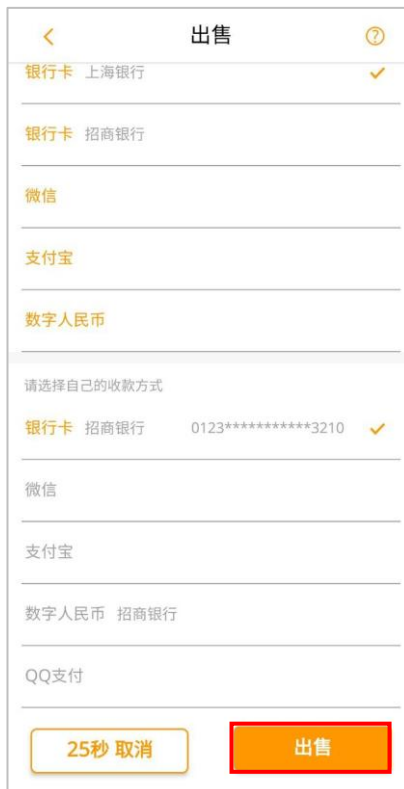 出售
银行卡 上海银行
银行卡 招商银行
微信
支付宝
数字人民币
请选择自己的收款方式
银行卡 招商银行 0123***********3210
微信
支付宝
数字人民币 招商银行
QQ支付
25秒 取消 出售